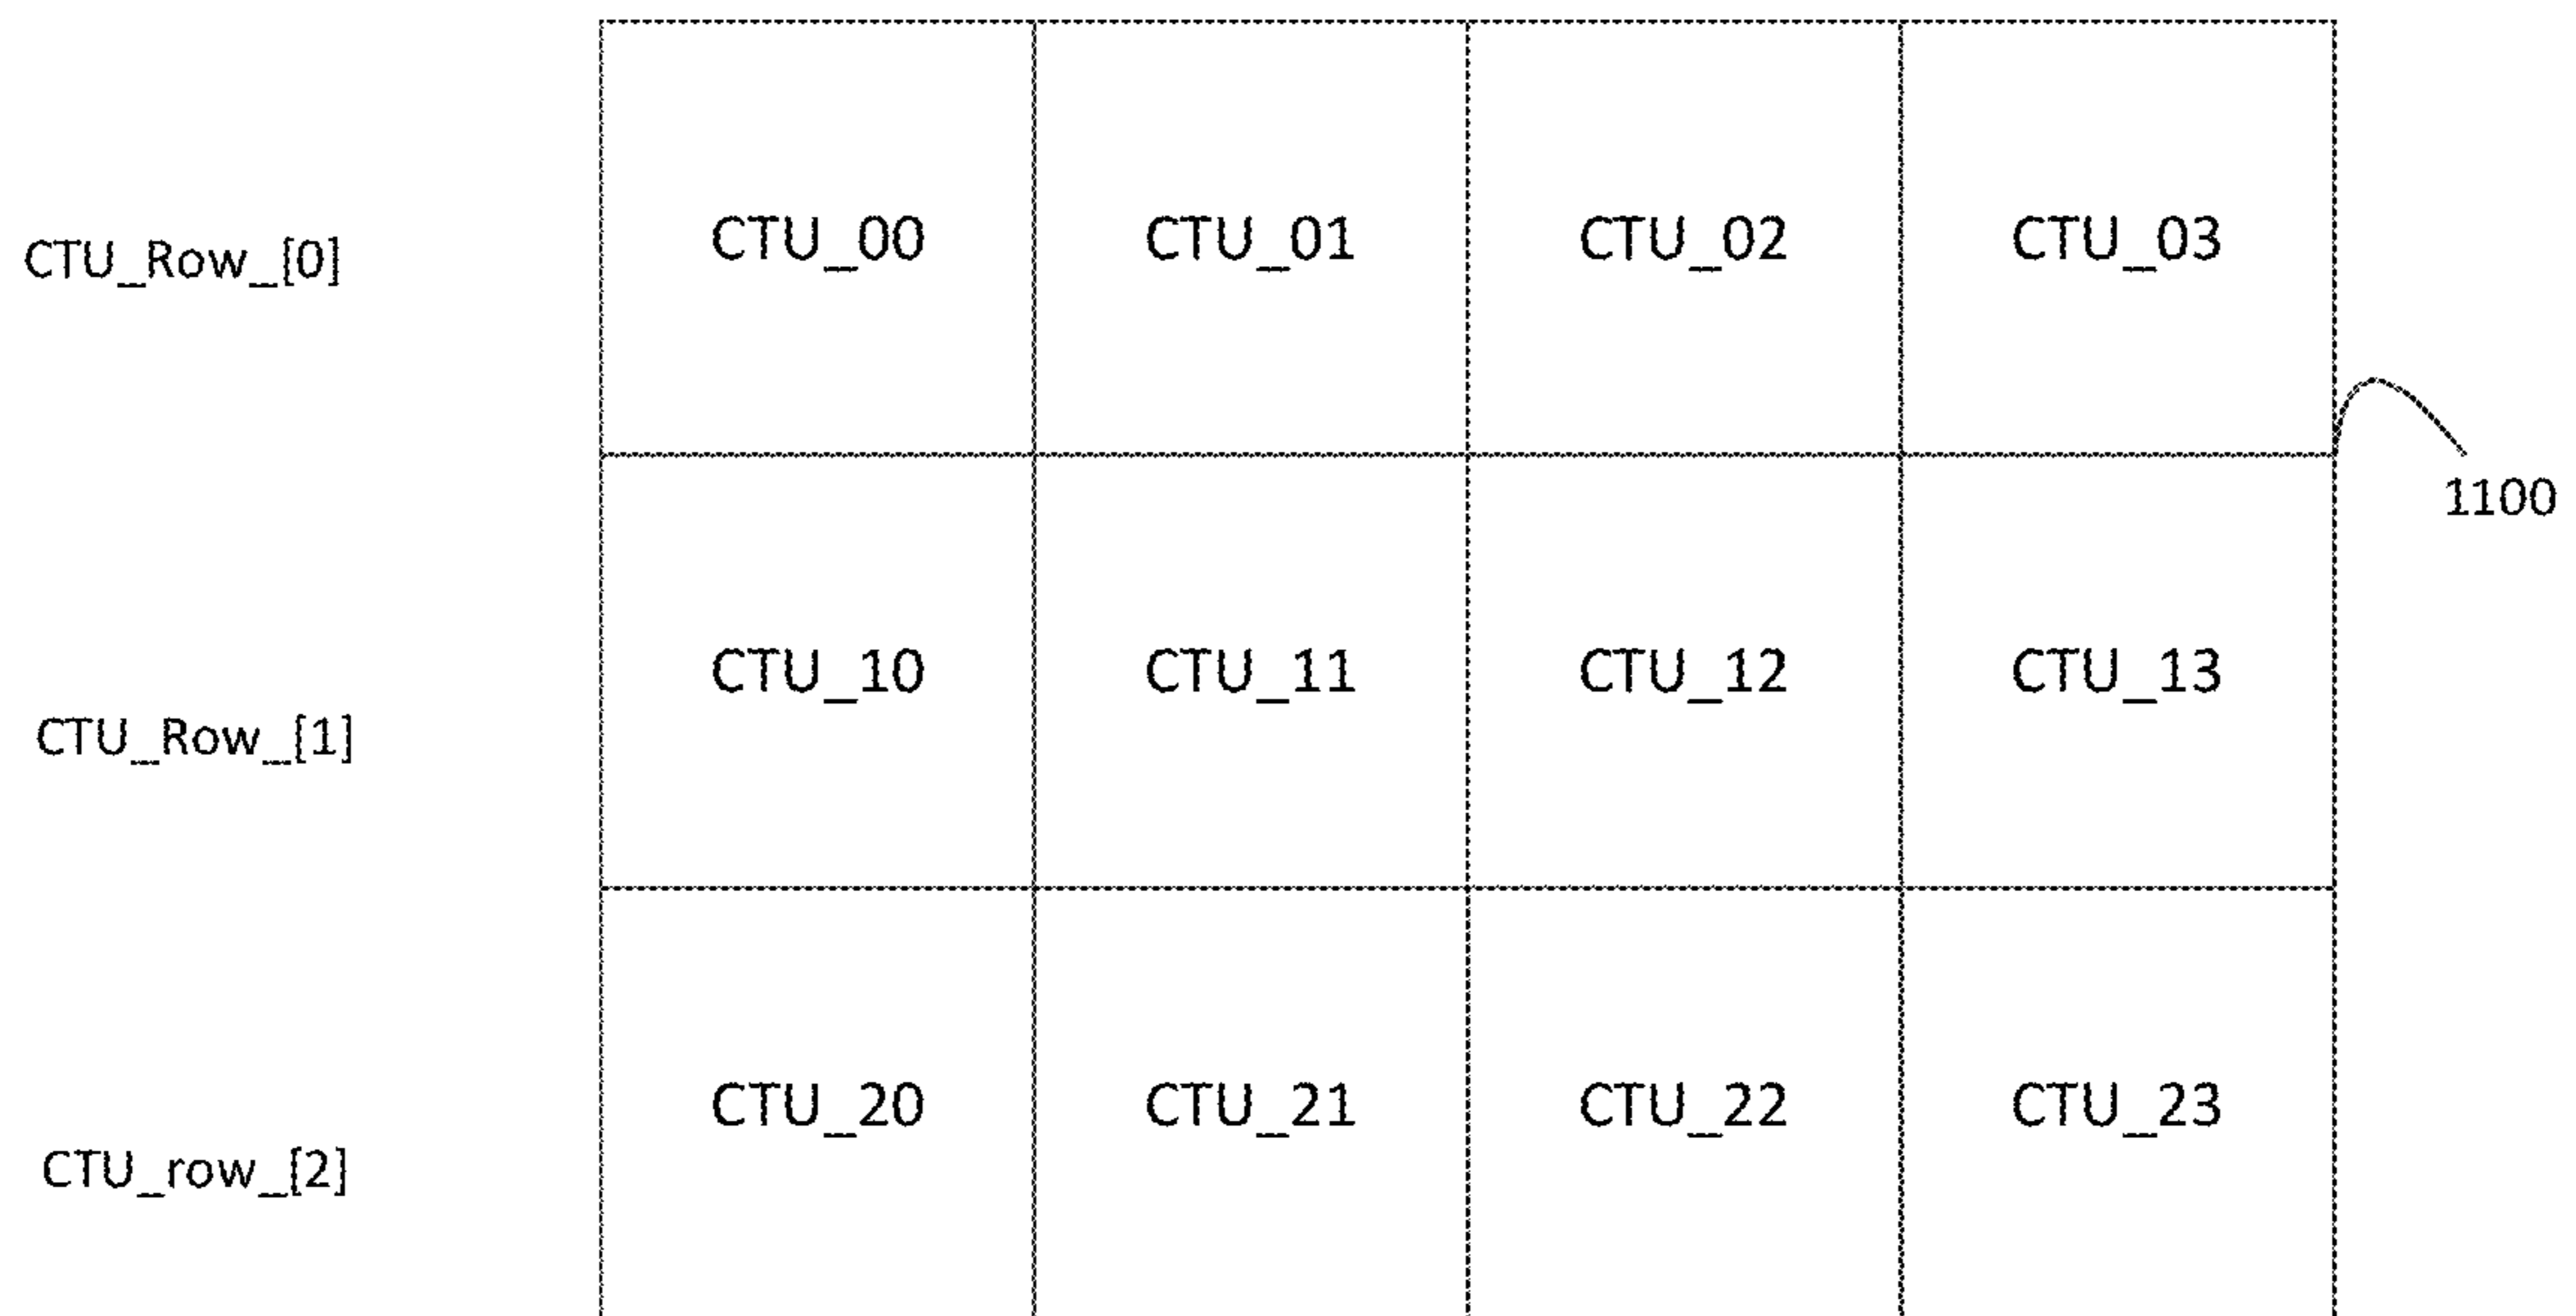 CTU_Row_[0] CTU_00 CTU_01 CTU_02 CTU_03
1100
CTU_Row_[1] CTU_10 CTU_11 CTU_12 CTU_13
CTU_row_[2] CTU_20 CTU_21 CTU_22 CTU_23